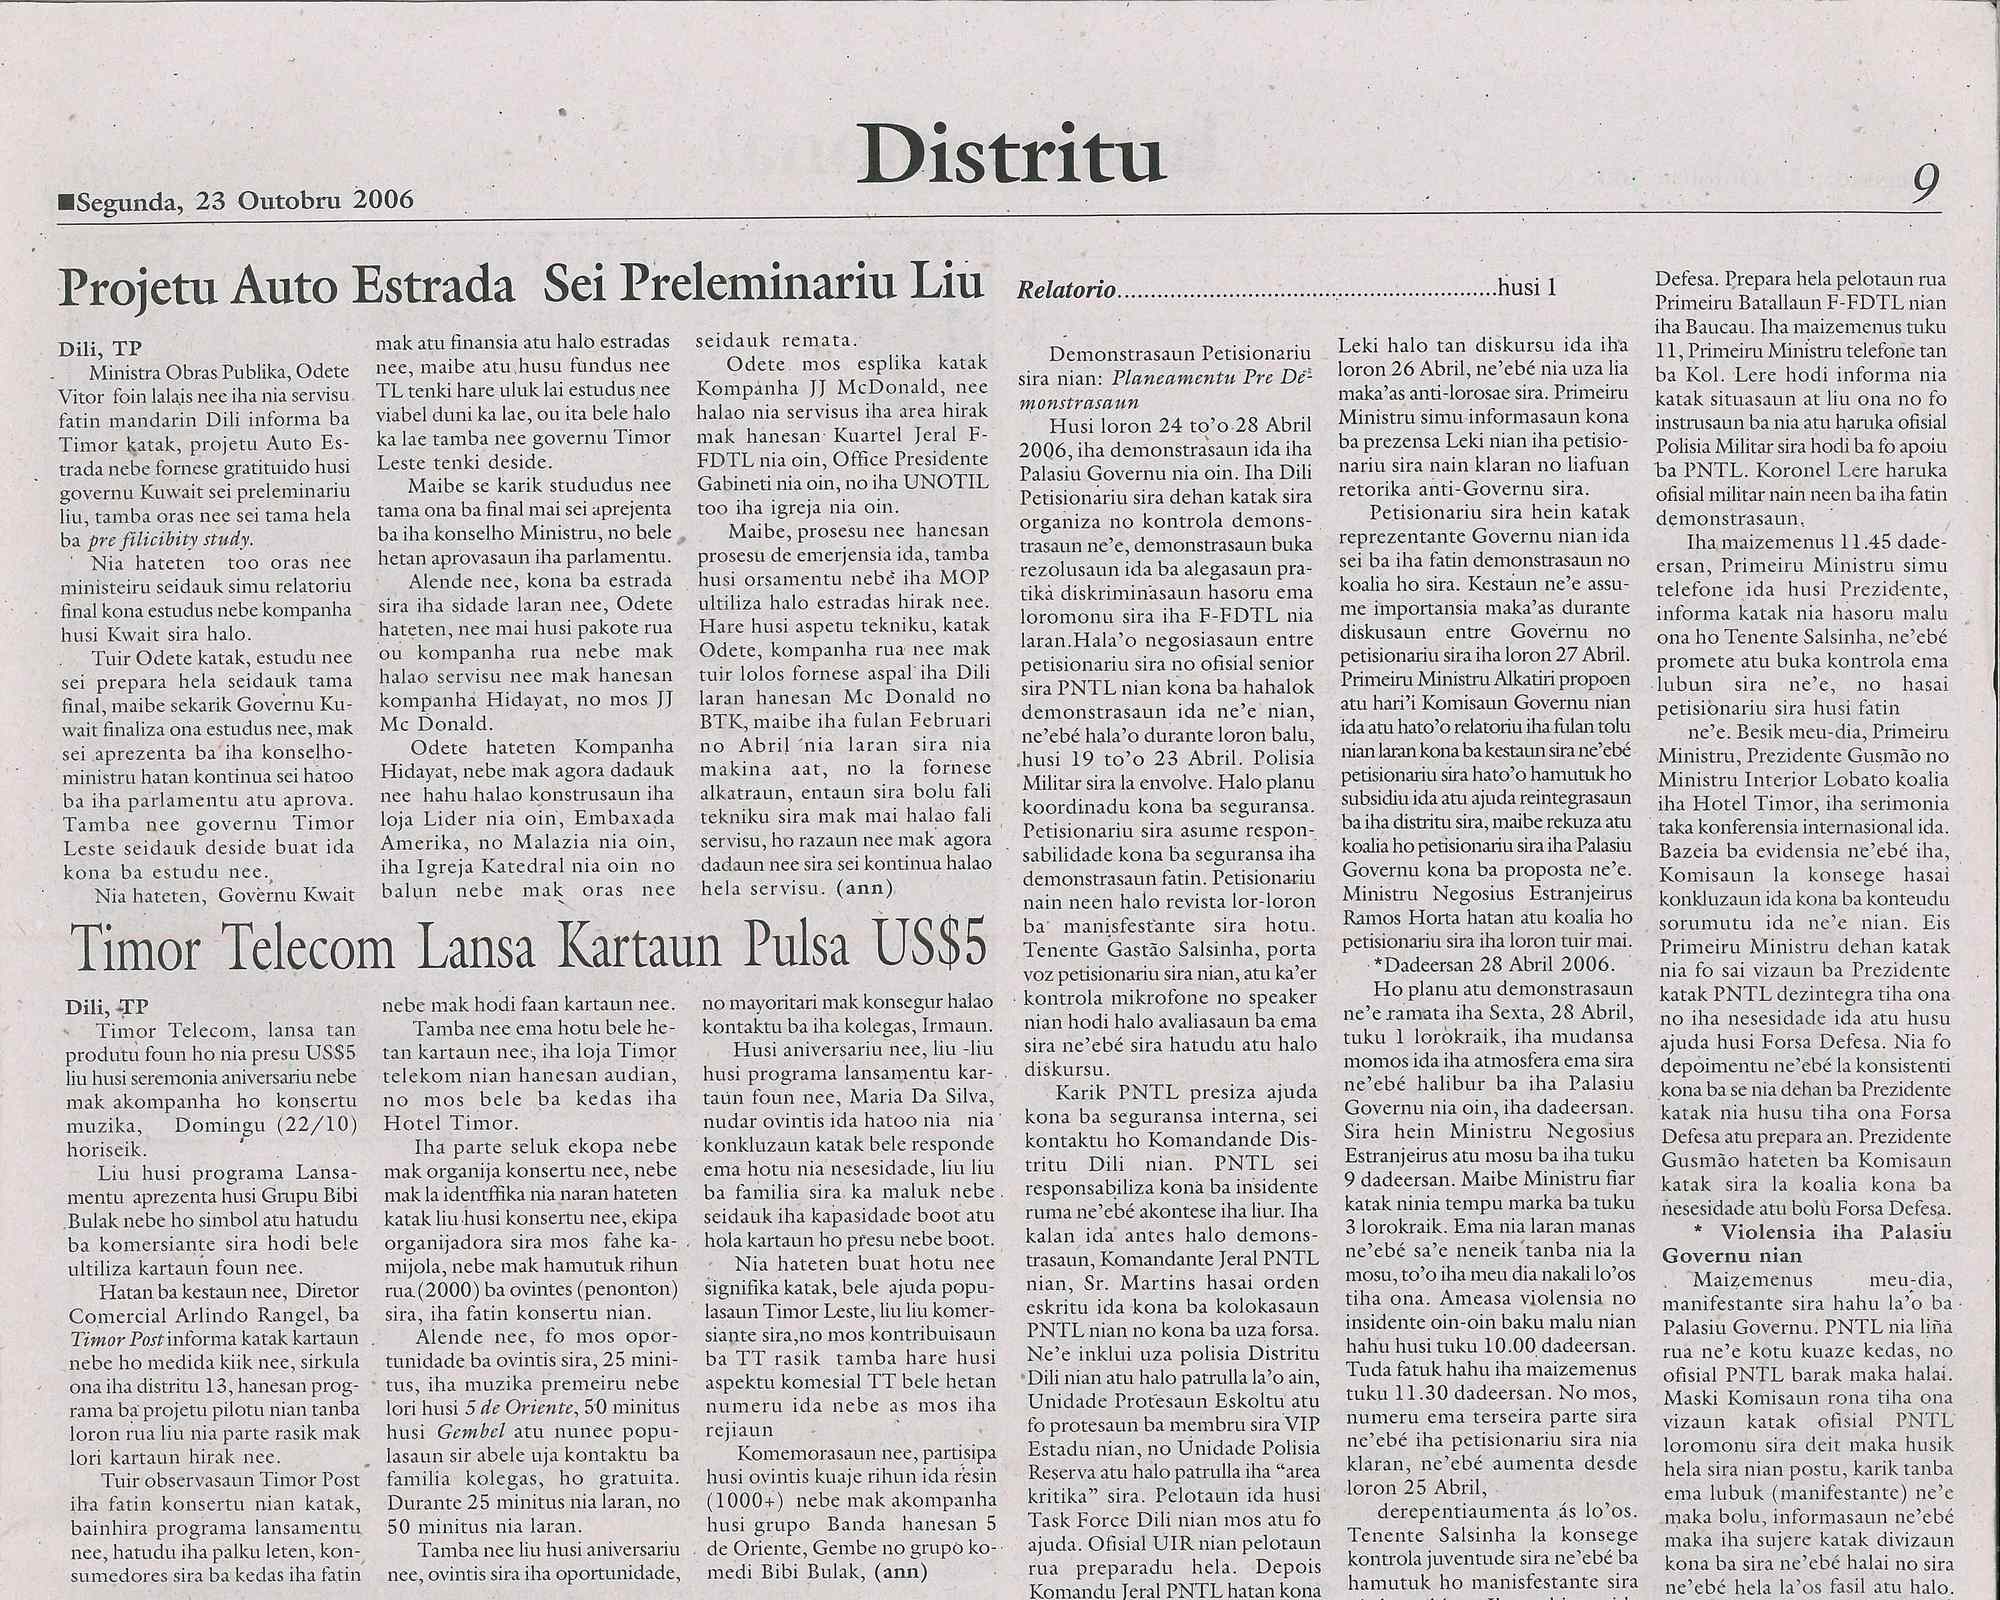 Distritu
■Segunda, 23 Outobru 2006
9
Projetu Auto Estrada Sei Preleminariu Liu
Dili, TP
Ministra Obras Publika, Odete
Vitor foin lalais nee iha nia servisu
fatin mandarin Dili informa ba
Timor katak, projetu Auto Es-
trada nebe fornese gratituido husi
governu Kuwait sei preleminariu
liu, tamba oras nee sei tama hela
ba pre filicibity study.
Nia hateten too oras nee
ministeiru seidauk simu relatoriu
final kona estudus nebe kompanha
husi Kwait sira halo.
Tuir Odete katak, estudu nee
sei prepara hela seidauk tama
final, maibe sekarik Governu Ku-
wait finaliza ona estudus nee, mak
sei aprezenta ba iha konselho-
ministru hatan kontinua sei hatoo
ba iha parlamentu atu aprova.
Tamba nee governu Timor
Leste seidauk deside buat ida
kona ba estudu nee.
Nia hateten, Governu Kwait
mak atu finansia atu halo estradas
nee, maibe atu husu fundus nee
TL tenki hare uluk lai estudus nee
viabel duni ka lae, ou ita bele halo
ka lae tamba nee governu Timor
Leste tenki deside.
Maibe se karik stududus nee
tama ona ba final mai sei aprejenta
ba iha konselho Ministru, no bele
hetan aprovasaun iha parlamentu.
Alende nee, kona ba estrada
sira iha sidade laran nee, Odete
hateten, nee mai husi pakote rua
ou kompanha rua nebe mak
halao servisu nee mak hanesan
kompanha Hidayat, no mos JJ
Mc Donald.
Odete hateten Kompanha
Hidayat, nebe mak agora dadauk
nee hahu halao konstrusaun iha
loja Lider nia oin, Embaxada
Amerika, no Malazia nia oin,
iha Igreja Katedral nia oin no
balun nebe mak oras nee
seidauk remata.
Odete mos esplika katak
Kompanha JJ McDonald, nee
halao nia servisus iha area hirak
mak hanesan Kuartel Jeral F-
FDTL nia oin, Office Presidente
Gabineti nia oin, no iha UNOTIL
too iha igreja nia oin.
Maibe, prosesu nee hanesan
prosesu de emerjensia ida, tamba
husi orsamentu nebe iha MOP
ultiliza halo estradas hirak nee.
Hare husi aspetu tekniku, katak
Odete, kompanha rua nee mak
tuir lolos fornese aspal iha Dili
laran hanesan Mc Donald no
BTK, maibe iha fulan Februari
no Abril nia laran sira nia
makina aat, no la fornese
alkatraun, entaun sira bolu fali
tekniku sira mak mai halao fali
servisu, ho razaun nee mak agora
dadaun nee sira sei kontinua halao
hela servisu. (ann)
Timor Telecom Lansa Kartaun Pulsa US$5
Dili, TP
Timor Telecom, lansa tan
produtu foun ho nia presu US$5
liu husi seremonia aniversariu nebe
mak akompanha ho konsertu
muzika, Domingu (22/10)
horiseik.
Liu husi programa Lansa-
mentu aprezenta husi Grupu Bibi
Bulak nebe ho simbol atu hatudu
ba komersiante sira hodi bele
ultiliza kartaun foun nee.
Hatan ba kestaun nee, Diretor
Comercial Arlindo Rangel, ba
Timor Post informa katak kartaun
nebe ho medida kiik nee, sirkula
ona iha distritu 13, hanesan prog-
rama ba projetu pilotu nian tanba
loron rua liu nia parte rasik mak
lori kartaun hirak nee.
Tuir observasaun Timor Post
iha fatin konsertu nian katak,
bainhira programa lansamentu
nee, hatudu iha palku leten, kon-
sumedores sira ba kedas iha fatin
nebe mak hodi faan kartaun nee.
Tamba nee ema hotu bele he-
tan kartaun nee, iha loja Timor
telekom nian hanesan audian,
no mos bele ba kedas iha
Hotel Timor.
Iha parte seluk ekopa nebe
mak organija konsertu nee, nebe
mak la identffika nia naran hateten
katak liu husi konsertu nee, ekipa
organijadora sira mos fahe ka-
mijola, nebe mak hamutuk rihun
rua (2000) ba ovintes (penonton)
sira, iha fatin konsertu nian.
Alende nee, fo mos opor-
tunidade ba ovintis sira, 25 mini-
tus, iha muzika premeiru nebe
lori husi 5 de Oriente, 50 minitus
husi Gembel atu nunee popu-
lasaun sir abele uja kontaktu ba
familia kolegas, ho gratuita.
Durante 25 minitus nia laran, no
50 minitus nia laran.
Tamba nee liu husi aniversariu
nee, ovintis sira iha oportunidade,
no mayoritari mak konsegur halao
kontaktu ba iha kolegas, Irmaun.
Husi aniversariu nee, liu -liu
husi programa lansamentu kar-
taun foun nee, Maria Da Silva,
nudar ovintis ida hatoo nia nia
konkluzaun katak bele responde
ema hotu nia nesesidade, liu liu
ba familia sira ka maluk nebe
seidauk iha kapasidade boot atu
hola kartaun ho presu nebe boot.
Nia hateten buat hotu nee
signifika katak, bele ajuda popu-
lasaun Timor Leste, liu liu komer-
siante sira,no mos kontribuisaun
ba TT rasik tamba hare husi
aspektu komesial TT bele hetan
numeru ida nebe as mos iha
rejiaun
Komemorasaun nee, partisipa
husi ovintis kuaje rihun ida resin
(1000+) nebe mak akompanha
husi grupo Banda hanesan 5
de Oriente, Gembe no grupo ko-
medi Bibi Bulak, (ann)
Relatorio..........................................................husi 1
Demonstrasaun Petisionariu
sira nian: Planeamentu Pre De-
monstrasaun
Husi loron 24 to'o 28 Abril
2006, iha demonstrasaun ida iha
Palasiu Governu nia oin. Iha Dili
Petisionariu sira dehan katak sira
organiza no kontrola demons-
trasaun ne'e, demonstrasaun buka
rezolusaun ida ba alegasaun pra-
tika diskriminasaun hasoru ema
loromonu sira iha F-FDTL nia
laran.Hala'o negosiasaun entre
petisionariu sira no ofisial senior
sira PNTL nian kona ba hahalok
demonstrasaun ida ne'e nian,
ne'ebé hala'o durante loron balu,
husi 19 to'o 23 Abril. Polisia
Militar sira la envolve. Halo planu
koordinadu kona ba seguransa.
Petisionariu sira asume respon-
sabilidade kona ba seguransa iha
demonstrasaun fatin. Petisionariu
nain neen halo revista lor-loron
ba manisfestante sira hotu.
Tenente Gastão Salsinha, porta
voz petisionariu sira nian, atu ka'er
kontrola mikrofone no speaker
nian hodi halo avaliasaun ba ema
sira ne'ebé sira hatudu atu halo
diskursu.
Karik PNTL presiza ajuda
kona ba seguransa interna, sei
kontaktu ho Komandande Dis-
tritu Dili nian. PNTL sei
responsabiliza kona ba insidente
ruma ne'ebé akontese iha liur. Iha
kalan ida antes halo demons-
trasaun, Komandante Jeral PNTL
nian, Sr. Martins hasai orden
eskritu ida kona ba kolokasaun
PNTL nian no kona ba uza forsa.
Ne'e inklui uza polisia Distritu
Dili nian atu halo patrulla la'o ain,
Unidade Protesaun Eskoltu atu
fo protesaun ba membru sira VIP
Estadu nian, no Unidade Polisia
Reserva atu halo patrulla iha "area
kritika" sira. Pelotaun ida husi
Task Force Dili nian mos atu fo
ajuda. Ofisial UIR nian pelotaun
rua preparadu hela. Depois
Komandu Jeral PNTL hatan kona
Leki halo tan diskursu ida iha
loron 26 Abril, ne'ebé nia uza lia
maka'as anti-lorosae sira. Primeiru
Ministru simu informasaun kona
ba prezensa Leki nian iha petisio-
nariu sira nain klaran no liafuan
retorika anti-Governu sira.
Petisionariu sira hein katak
reprezentante Governu nian ida
sei ba iha fatin demonstrasaun no
koalia ho sira. Kestaun ne'e assu-
me importansia maka'as durante
diskusaun entre Governu no
petisionariu sira iha loron 27 Abril.
Primeiru Ministru Alkatiri propoen
atu hari'i Komisaun Governu nian
ida atu hato'o relatoriu iha fulan tolu
nian laran kona ba kestaun sira ne'ebé
petisionariu sira hato'o hamutuk ho
subsidiu ida atu ajuda reintegrasaun
ba iha distritu sira, maibe rekuza atu
koalia ho petisionariu sira iha Palasiu
Governu kona ba proposta ne'e.
Ministru Negosius Estranjeirus
Ramos Horta hatan atu koalia ho
petisionariu sira iha loron tuir mai.
*Dadeersan 28 Abril 2006.
Ho planu atu demonstrasaun
ne'e ramata iha Sexta, 28 Abril,
tuku 1 lorokraik, iha mudansa
momos ida iha atmosfera ema sira
ne'ebé halibur ba iha Palasiu
Governu nia oin, iha dadeersan.
Sira hein Ministru Negosius
Estranjeirus atu mosu ba iha tuku
9 dadeersan. Maibe Ministru fiar
katak ninia tempu marka ba tuku
3 lorokraik. Ema nia laran manas
ne'ebé sa'e neneik tanba nia la
mosu, to'o iha meu dia nakali lo'os
tiha ona. Ameasa violensia no
insidente oin-oin baku malu nian
hahu husi tuku 10.00 dadeersan.
Tuda fatuk hahu iha maizemenus
tuku 11.30 dadeersan. No mos,
numeru ema terseira parte sira
ne'ebé iha petisionariu sira nia
klaran, ne'ebé aumenta desde
loron 25 Abril,
derepentiaumenta ás lo'os.
Tenente Salsinha la konsege
kontrola juventude sira ne'ebé ba
hamutuk ho manisfestante sira
Defesa. Prepara hela pelotaun rua
Primeiru Batallaun F-FDTL nian
iha Baucau. Iha maizemenus tuku
11, Primeiru Ministru telefone tan
ba Kol. Lere hodi informa nia
katak situasaun at liu ona no fo
instrusaun ba nia atu haruka ofisial
Polisia Militar sira hodi ba fo apoiu
ba PNTL. Koronel Lere haruka
ofisial militar nain neen ba iha fatin
demonstrasaun.
Iha maizemenus 11.45 dade-
ersan, Primeiru Ministru simu
telefone ida husi Prezidente,
informa katak nia hasoru malu
ona ho Tenente Salsinha, ne'ebé
promete atu buka kontrola ema
lubun sira ne'e, no hasai
petisionariu sira husi fatin
ne'e. Besik meu-dia, Primeiru
Ministru, Prezidente Gusmão no
Ministru Interior Lobato koalia
iha Hotel Timor, iha serimonia
taka konferensia internasional ida.
Bazeia ba evidensia ne'ebé iha,
Komisaun la konsege hasai
konkluzaun ida kona ba konteudu
sorumutu ida ne'e nian. Eis
Primeiru Ministru dehan katak
nia fo sai vizaun ba Prezidente
katak PNTL dezintegra tiha ona
no iha nesesidade ida atu husu
ajuda husi Forsa Defesa. Nia fo
depoimentu ne'ebé la konsistenti
kona ba se nia dehan ba Prezidente
katak nia husu tiha ona Forsa
Defesa atu prepara an. Prezidente
Gusmão hateten ba Komisaun
katak sira la koalia kona ba
nesesidade atu bolu Forsa Defesa.
* Violensia iha Palasiu
Governu nian
Maizemenus meu-dia,
manifestante sira hahu la'o ba
Palasiu Governu. PNTL nia liña
rua ne'e kotu kuaze kedas, no
ofisial PNTL barak maka halai.
Maski Komisaun rona tiha ona
vizaun katak ofisial PNTL
loromonu sira deit maka husik
hela sira nian postu, karik tanba
ema lubuk (manifestante) ne'e
maka bolu, informasaun ne'ebé
maka iha sujere katak divizaun
kona ba sira ne'ebé halai no sira
ne'ebé hela la'os fasil atu halo.